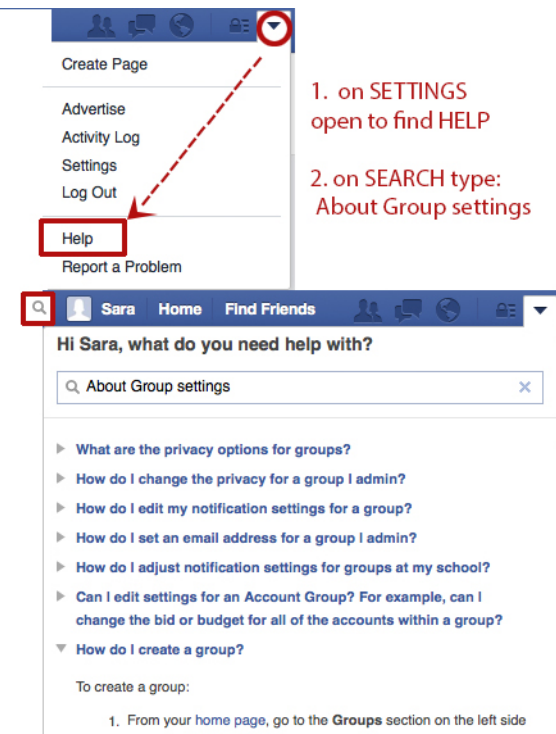 Create Page
Advertise
Activity Log
Settings
Log Out
Help
Report a Problem
1. on SETTINGS
open to find HELP
2. on SEARCH type:
About Group settings
Sara Home Find Friends
Hi Sara, what do you need help with?
About Group settings
What are the privacy options for groups?
How do I change the privacy for a group I admin?
How do I edit my notification settings for a group?
How do I set an email address for a group I admin?
How do I adjust notification settings for groups at my school?
Can I edit settings for an Account Group? For example, can I
change the bid or budget for all of the accounts within a group?
How do I create a group?
To create a group:
1. From your home page, go to the Groups section on the left side